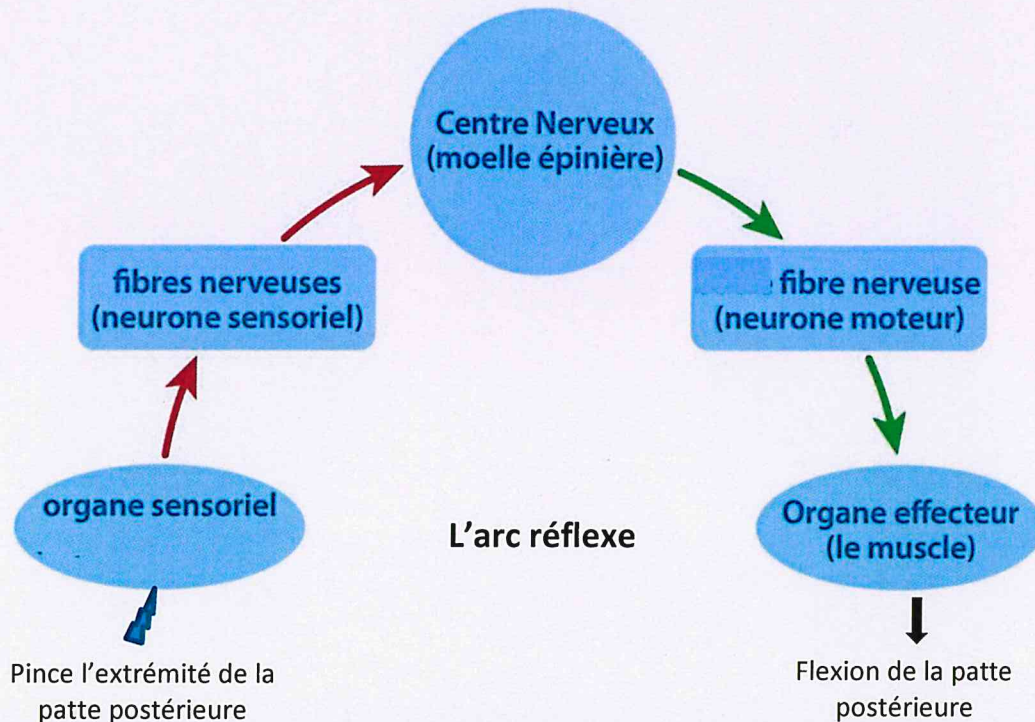 Centre Nerveux
(moelle épinière)
fibres nerveuses
(neurone sensoriel)
fibre nerveuse
(neurone moteur)
organe sensoriel
L'arc réflexe
Organe effecteur
(le muscle)
Pince l'extrémité de la
patte postérieure
Flexion de la patte
postérieure